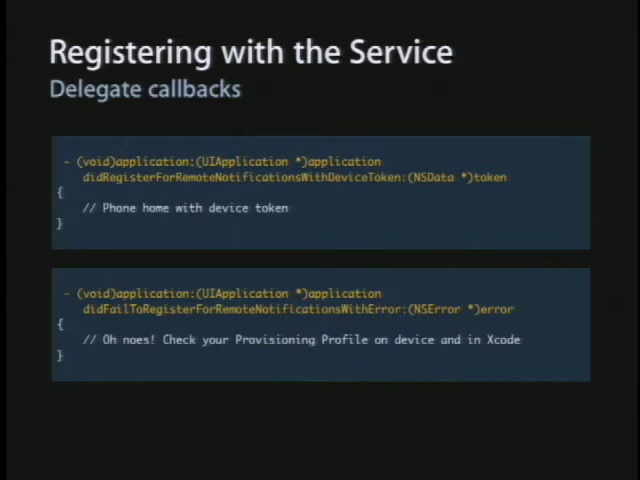 Registering with the Service
Delegate callbacks
- (void)application:(UIApplication *)application
didRegisterForRemoteNotificationsWithDeviceToken:(NSData *)token
{
// Phone home with device token
}
- (void)application:(UIApplication *)application
didFailToRegisterForRemoteNotificationsWithError:(NSError *)error
{
// Oh noes! Check your Provisioning Profile on device and in Xcode
}